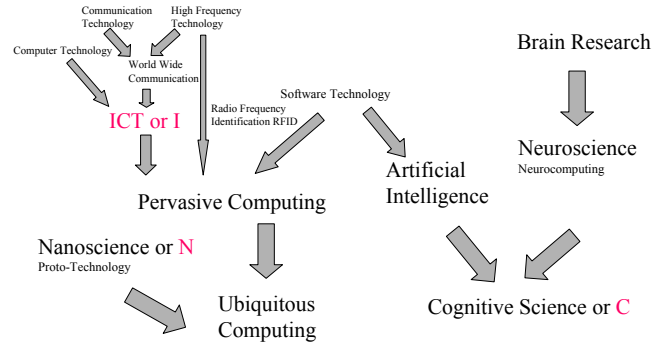 Communication
Technology
High Frequency
Technology
Computer Technology
World Wide
Communication
ICT or I
Radio Frequency
Identification RFID
Software Technology
Brain Research
Neuroscience
Neurocomputing
Artificial
Intelligence
Pervasive Computing
Nanoscience or N
Proto-Technology
Ubiquitous
Computing
Cognitive Science or C